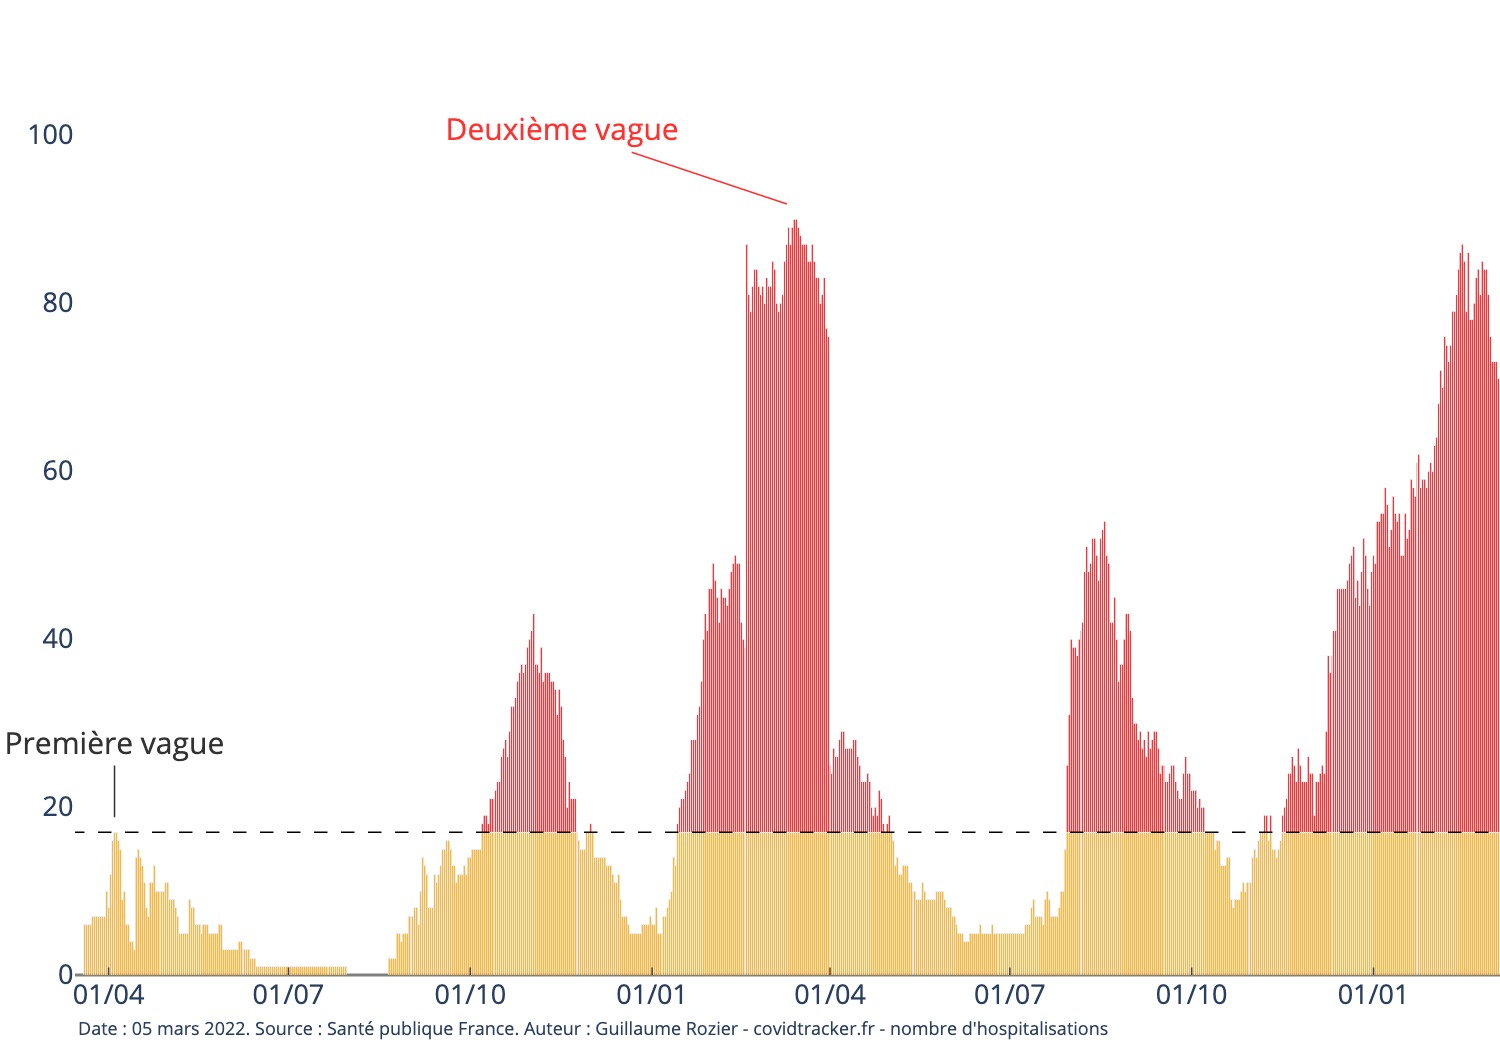 Deuxième vague
100
80
60
40
Première vague
20
0
01/04 01/07 01/10 01/01 01/04 01/07 01/10 01/01
Date : 05 mars 2022. Source : Santé publique France. Auteur : Guillaume Rozier - covidtracker.fr - nombre d'hospitalisations